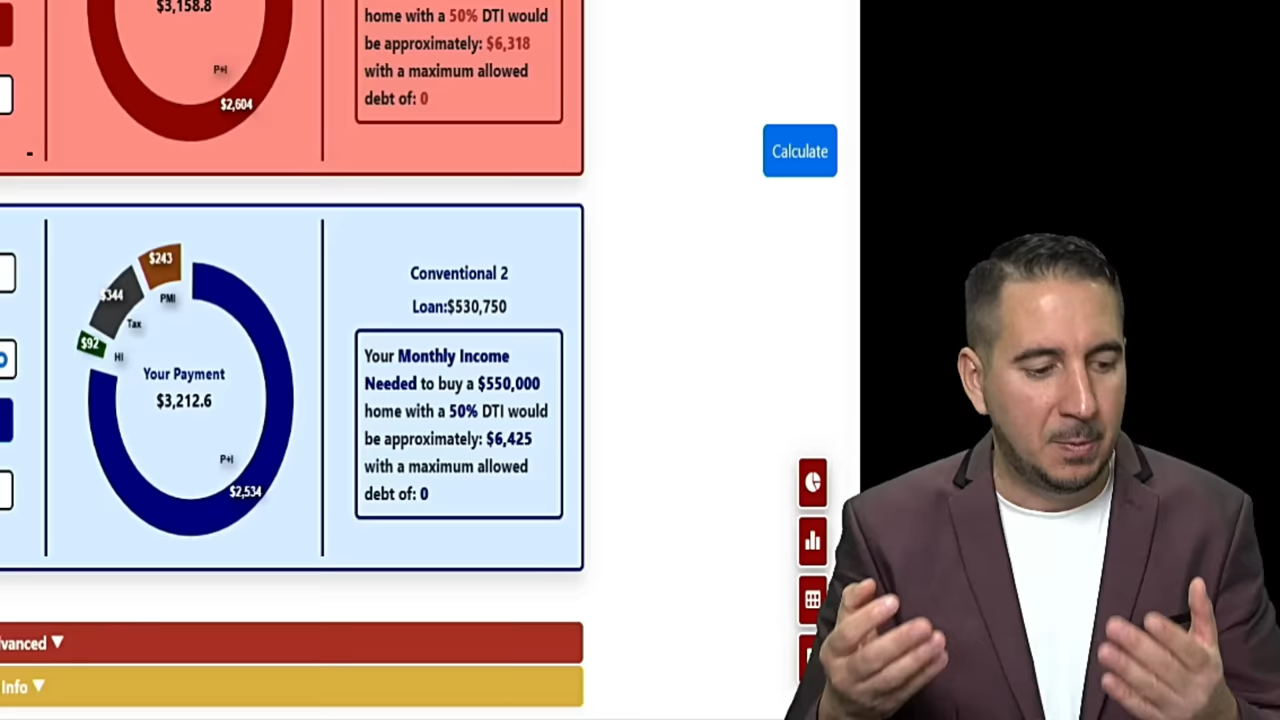 $3,158.8
P+I
$2,604
home with a 50% DTI would
be approximately: $6,318
with a maximum allowed
debt of: 0
Calculate
$243
$344
PMI
Tax
$92
HI
Your Payment
$3,212.6
P+I
$2,534
Conventional 2
Loan:$530,750
Your Monthly Income
Needed to buy a $550,000
home with a 50% DTI would
be approximately: $6,425
with a maximum allowed
debt of: 0
vanced ▼
Info ▼